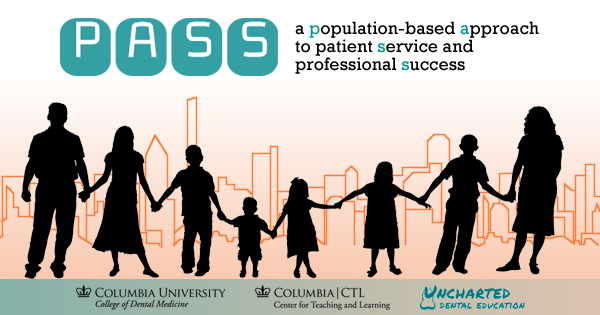 PASS
a population-based approach
to patient service and
professional success
COLUMBIA UNIVERSITY
College of Dental Medicine
COLUMBIA | CTL
Center for Teaching and Learning
UNCHARTED
DENTAL EDUCATION